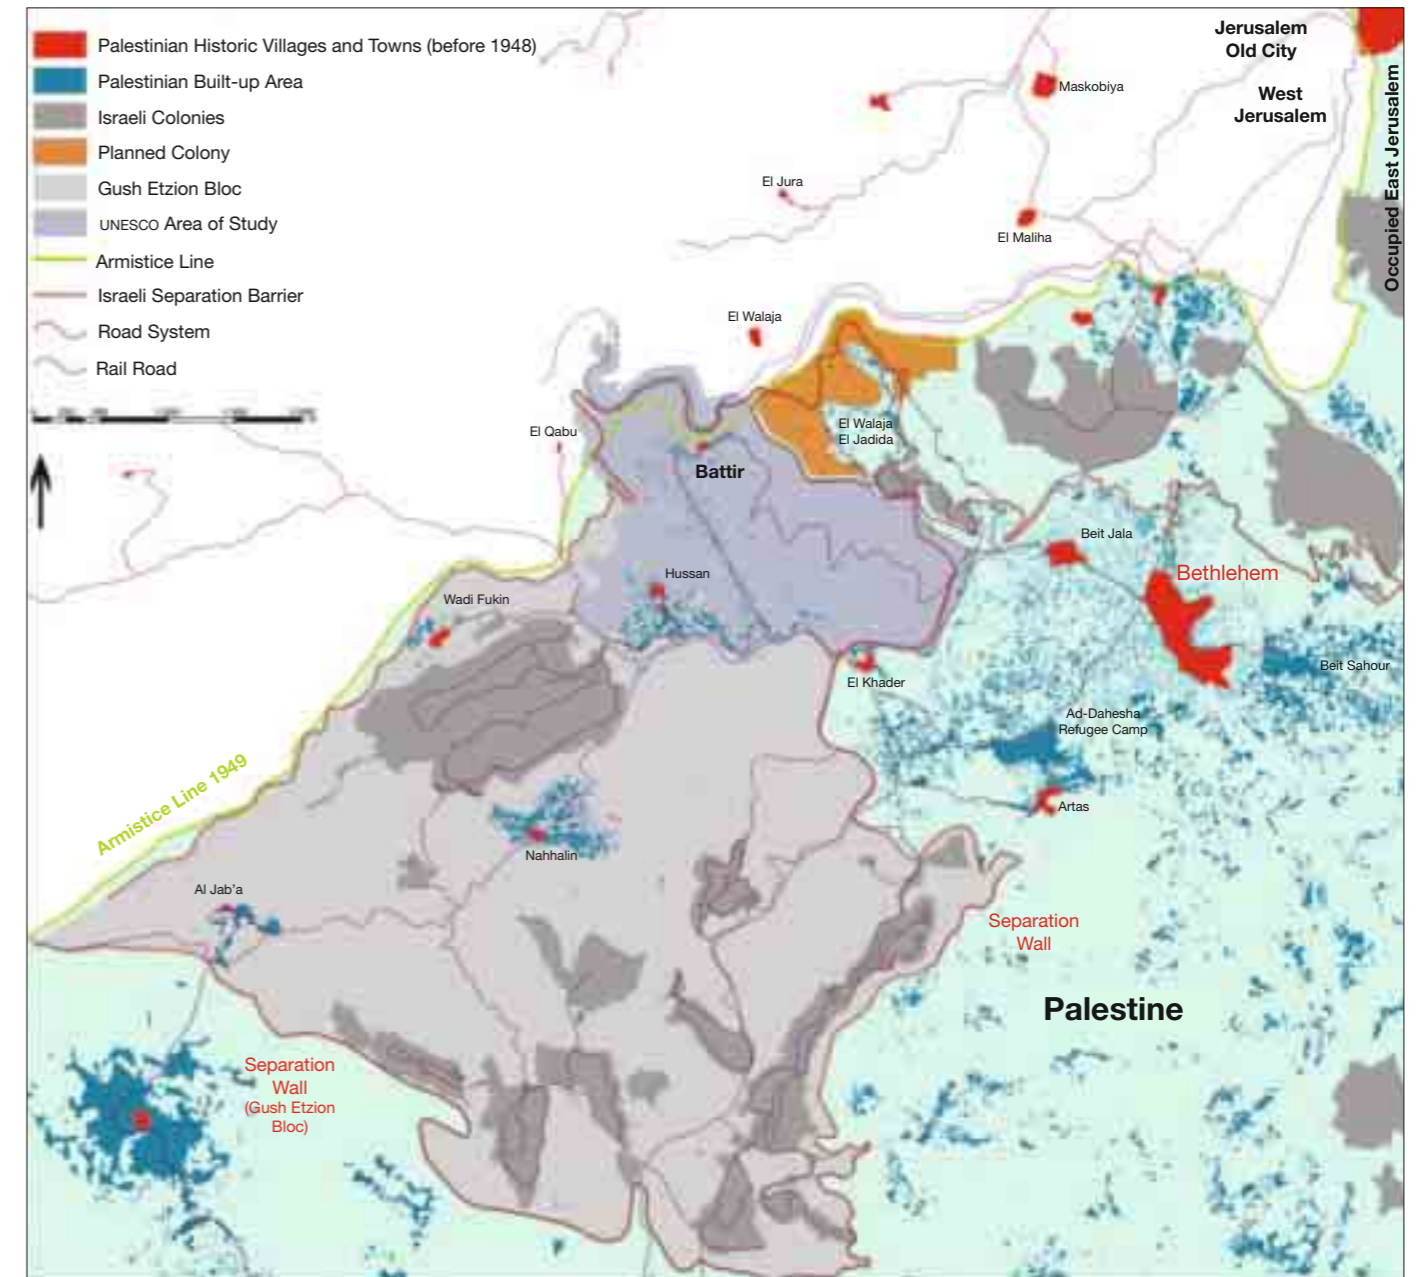 Palestinian Historic Villages and Towns (before 1948)
Palestinian Built-up Area
Israeli Colonies
Planned Colony
Gush Etzion Bloc
UNESCO Area of Study
Armistice Line
Israeli Separation Barrier
Road System
Rail Road
Jerusalem
Old City
West
Jerusalem
Occupied East Jerusalem
Maskobiya
El Jura
El Maliha
El Walaja
El Qabu
El Walaja
El Jadida
Battir
Beit Jala
Bethlehem
Hussan
Wadi Fukin
Beit Sahour
El Khader
Ad-Dahesha
Refugee Camp
Artas
Armistice Line 1949
Nahhalin
Al Jab'a
Separation
Wall
Palestine
Separation
Wall
(Gush Etzion
Bloc)